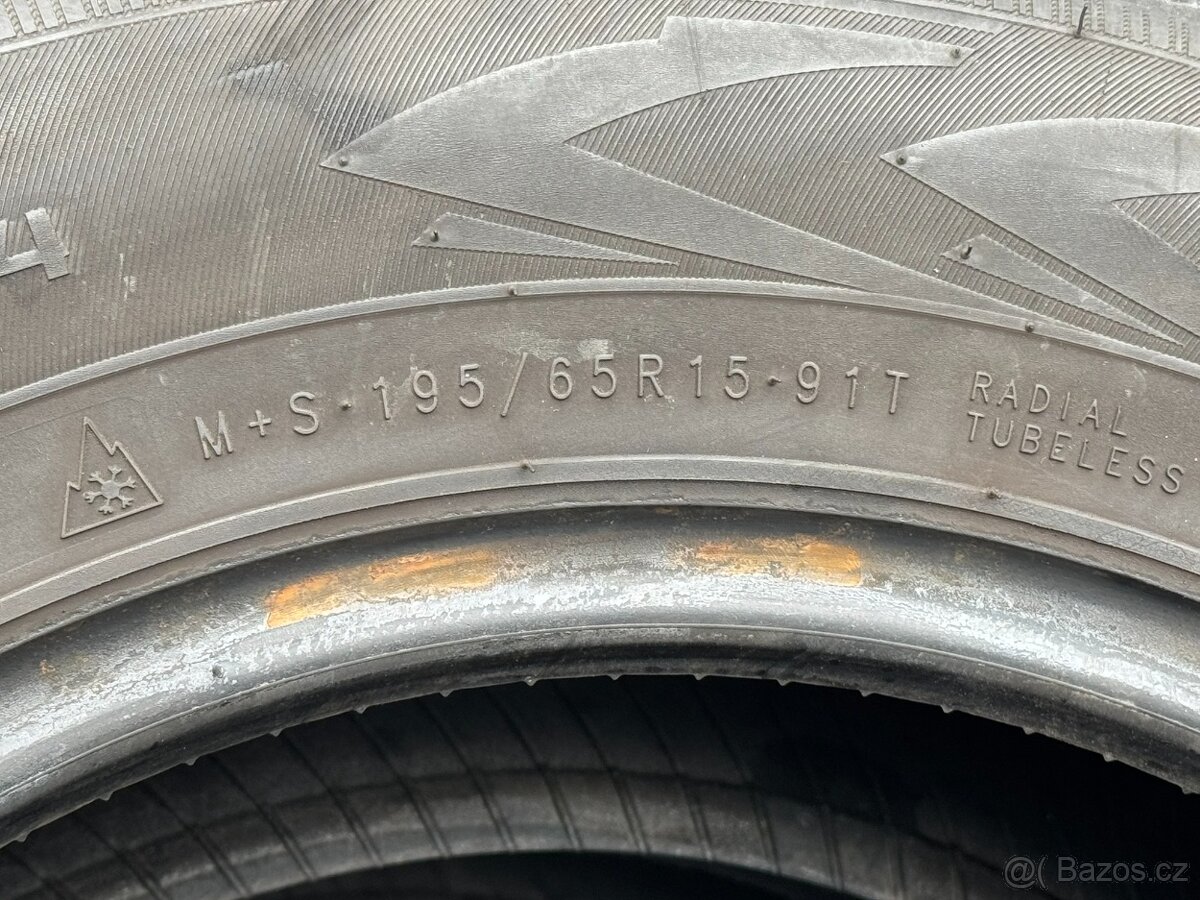 M+S · 195/65R15 · 91T
RADIAL
TUBELESS
@( Bazos.cz